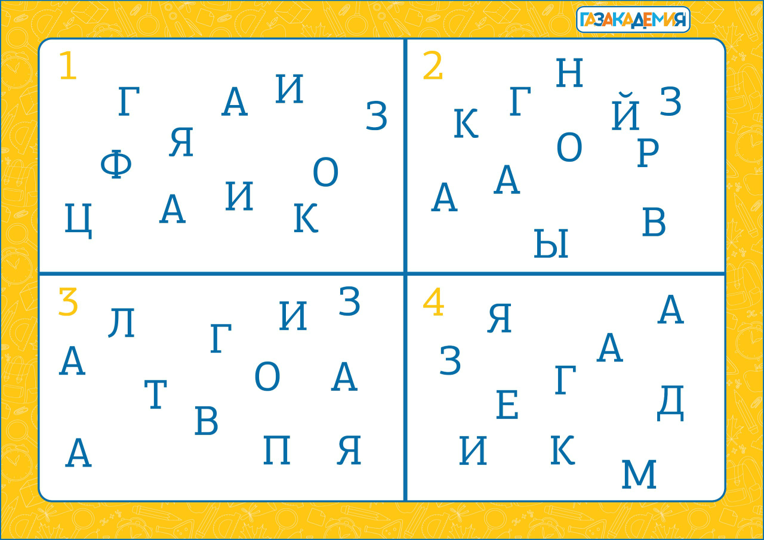 ГАЗАКАДЕМИЯ
1
Г А И З
Я
Ф О
Ц А И К
2
Н
К Г Й З
О Р
А А
Ы В
3
Л Г И З
А О А
Т В
А П Я
4
Я А
З А
Е Г Д
И К М